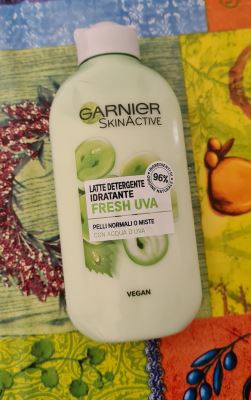 GARNIER
SKINACTIVE
LATTE DETERGENTE
IDRATANTE
FRESH UVA
96%
PELLI NORMALI O MISTE
CON ACQUA D'UVA
VEGAN